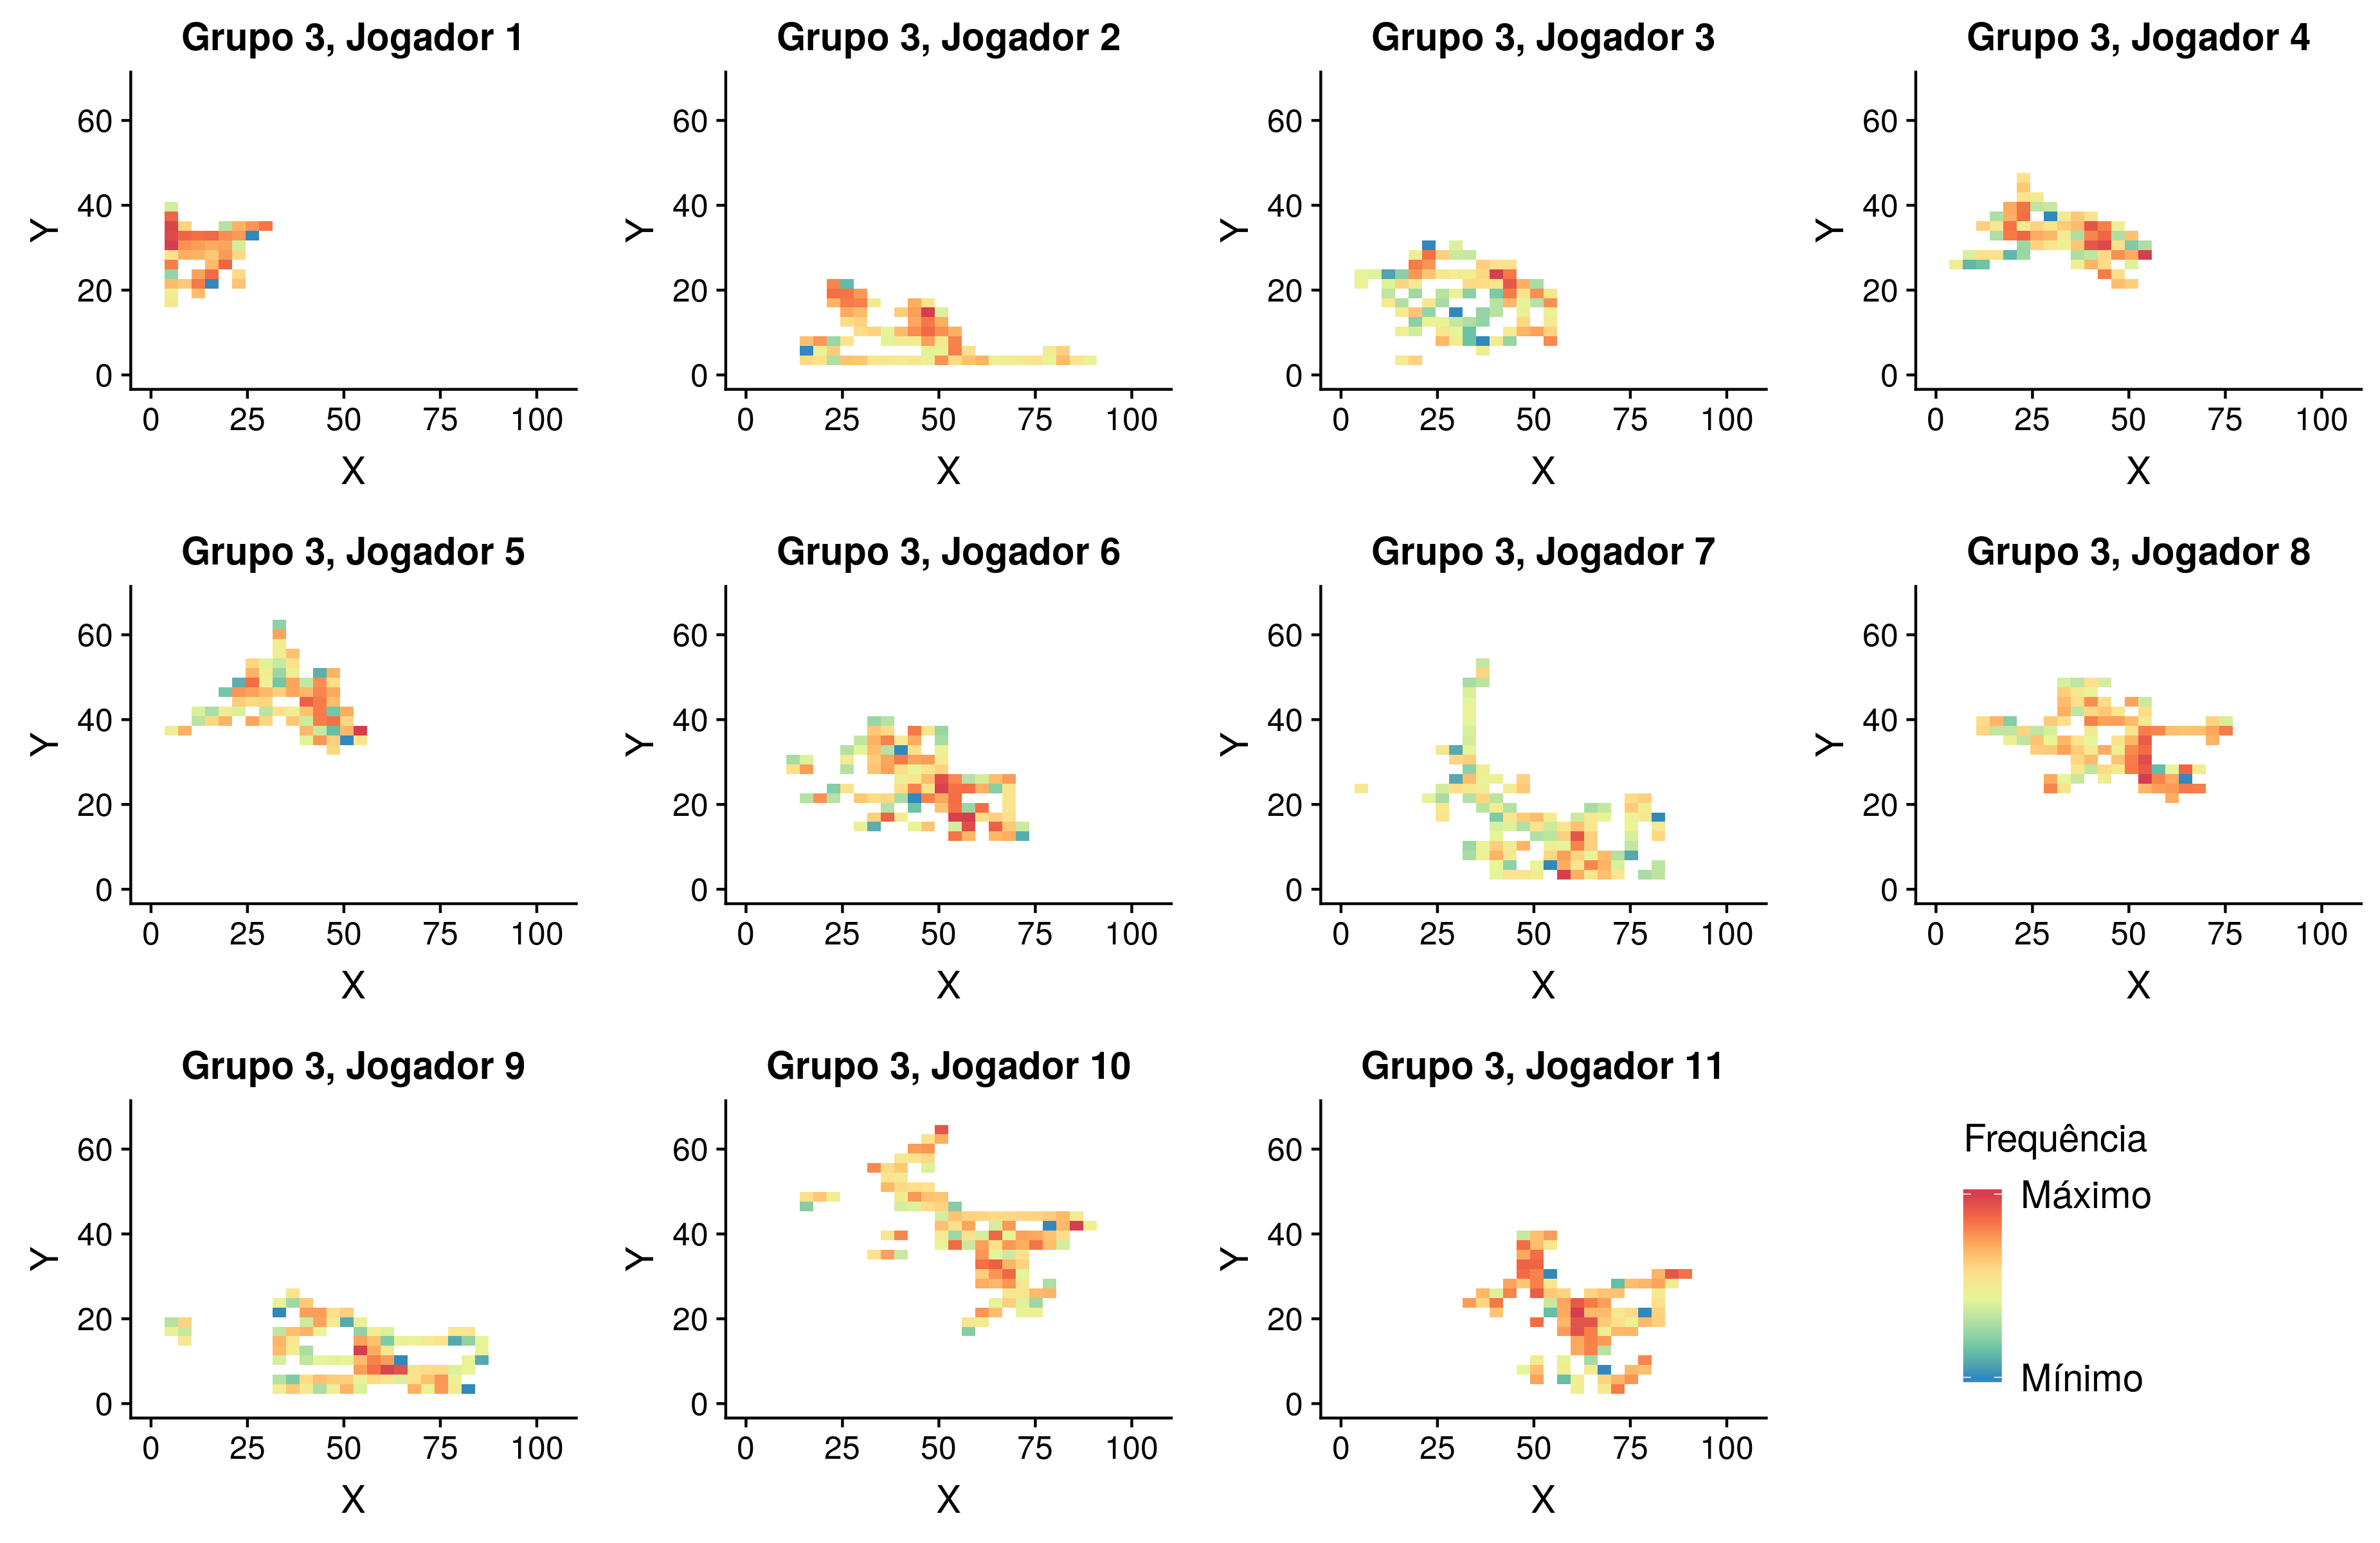 Grupo 3, Jogador 1
Grupo 3, Jogador 2
Grupo 3, Jogador 3
Grupo 3, Jogador 4
60
40
20
0
Y
0 25 50 75 100
X
60
40
20
0
Y
0 25 50 75 100
X
60
40
20
0
Y
0 25 50 75 100
X
60
40
20
0
Y
0 25 50 75 100
X
Grupo 3, Jogador 5
Grupo 3, Jogador 6
Grupo 3, Jogador 7
Grupo 3, Jogador 8
60
40
20
0
Y
0 25 50 75 100
X
60
40
20
0
Y
0 25 50 75 100
X
60
40
20
0
Y
0 25 50 75 100
X
60
40
20
0
Y
0 25 50 75 100
X
Grupo 3, Jogador 9
Grupo 3, Jogador 10
Grupo 3, Jogador 11
60
40
20
0
Y
0 25 50 75 100
X
60
40
20
0
Y
0 25 50 75 100
X
60
40
20
0
Y
0 25 50 75 100
X
Frequência
Máximo
Mínimo